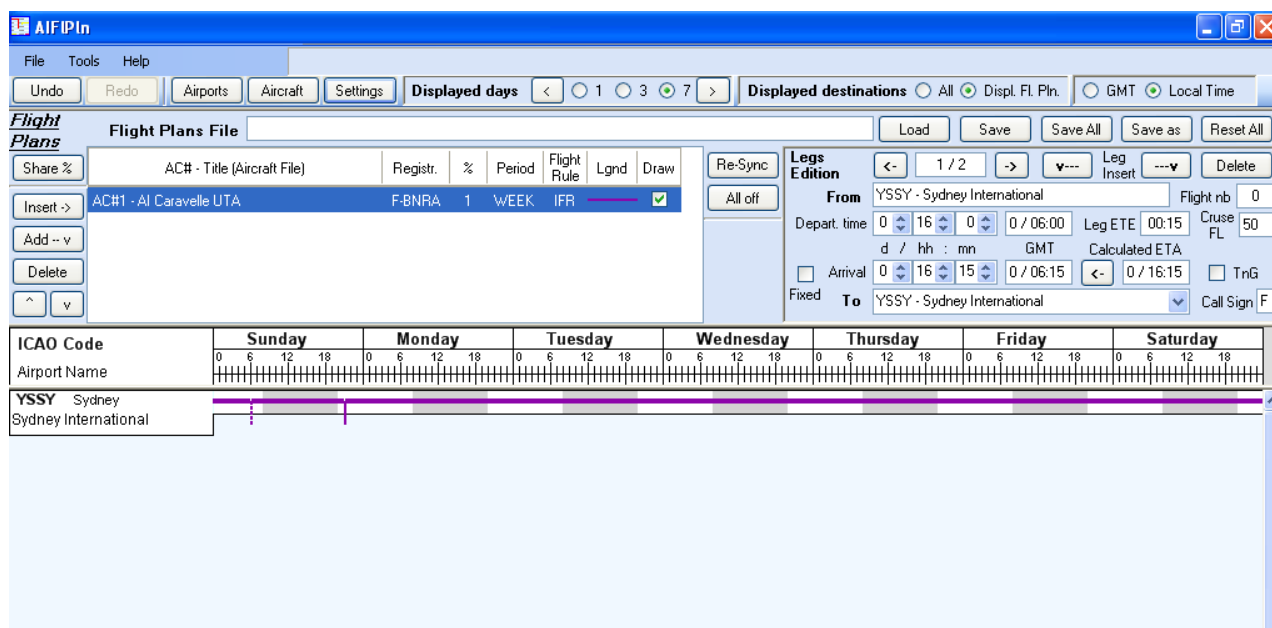 AIFlPln
File Tools Help
Undo Redo Airports Aircraft Settings Displayed days < 1 3 7 > Displayed destinations All Displ. Fl. Pln. GMT Local Time
Flight Plans
Flight Plans File Load Save Save All Save as Reset All
Share % AC# - Title (Aircraft File) Registr. % Period Flight Rule Lgnd Draw Re-Sync Legs Edition <- 1 / 2 -> v--- Leg Insert ---v Delete
Insert -> AC#1 - AI Caravelle UTA F-BNRA 1 WEEK IFR All off From YSSY - Sydney International Flight nb 0
Add -- v Depart. time 0 16 0 0 / 06:00 Leg ETE 00:15 Cruse FL 50
d / hh : mn GMT Calculated ETA
Delete Arrival 0 16 15 0 / 06:15 <- 0 / 16:15 TnG
^ v Fixed To YSSY - Sydney International Call Sign F
ICAO Code Sunday Monday Tuesday Wednesday Thursday Friday Saturday
0 6 12 18 0 6 12 18 0 6 12 18 0 6 12 18 0 6 12 18 0 6 12 18 0 6 12 18
Airport Name
YSSY Sydney
Sydney International